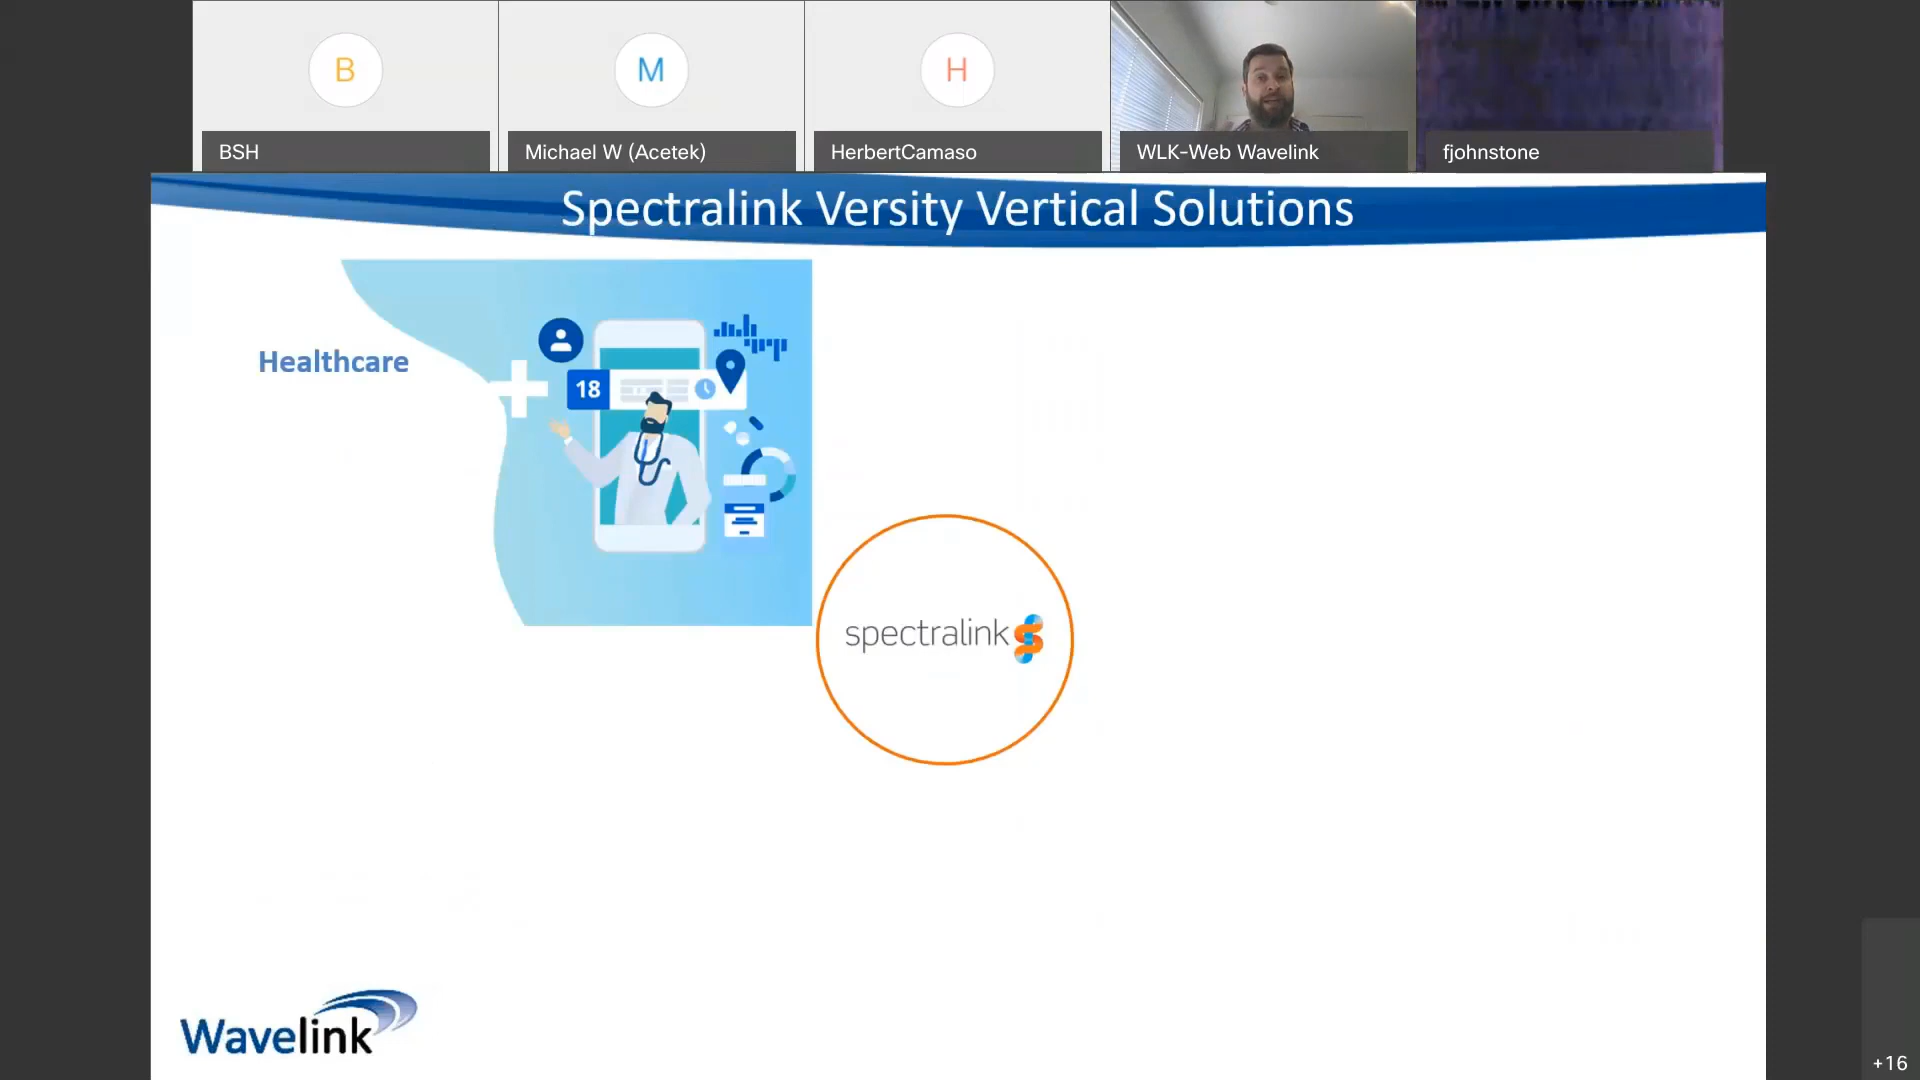 B
M
H
BSH
Michael W (Acetek)
HerbertCamaso
WLK-Web Wavelink
fjohnstone
Spectralink Versity Vertical Solutions
Healthcare
18
spectralink
Wavelink
+16